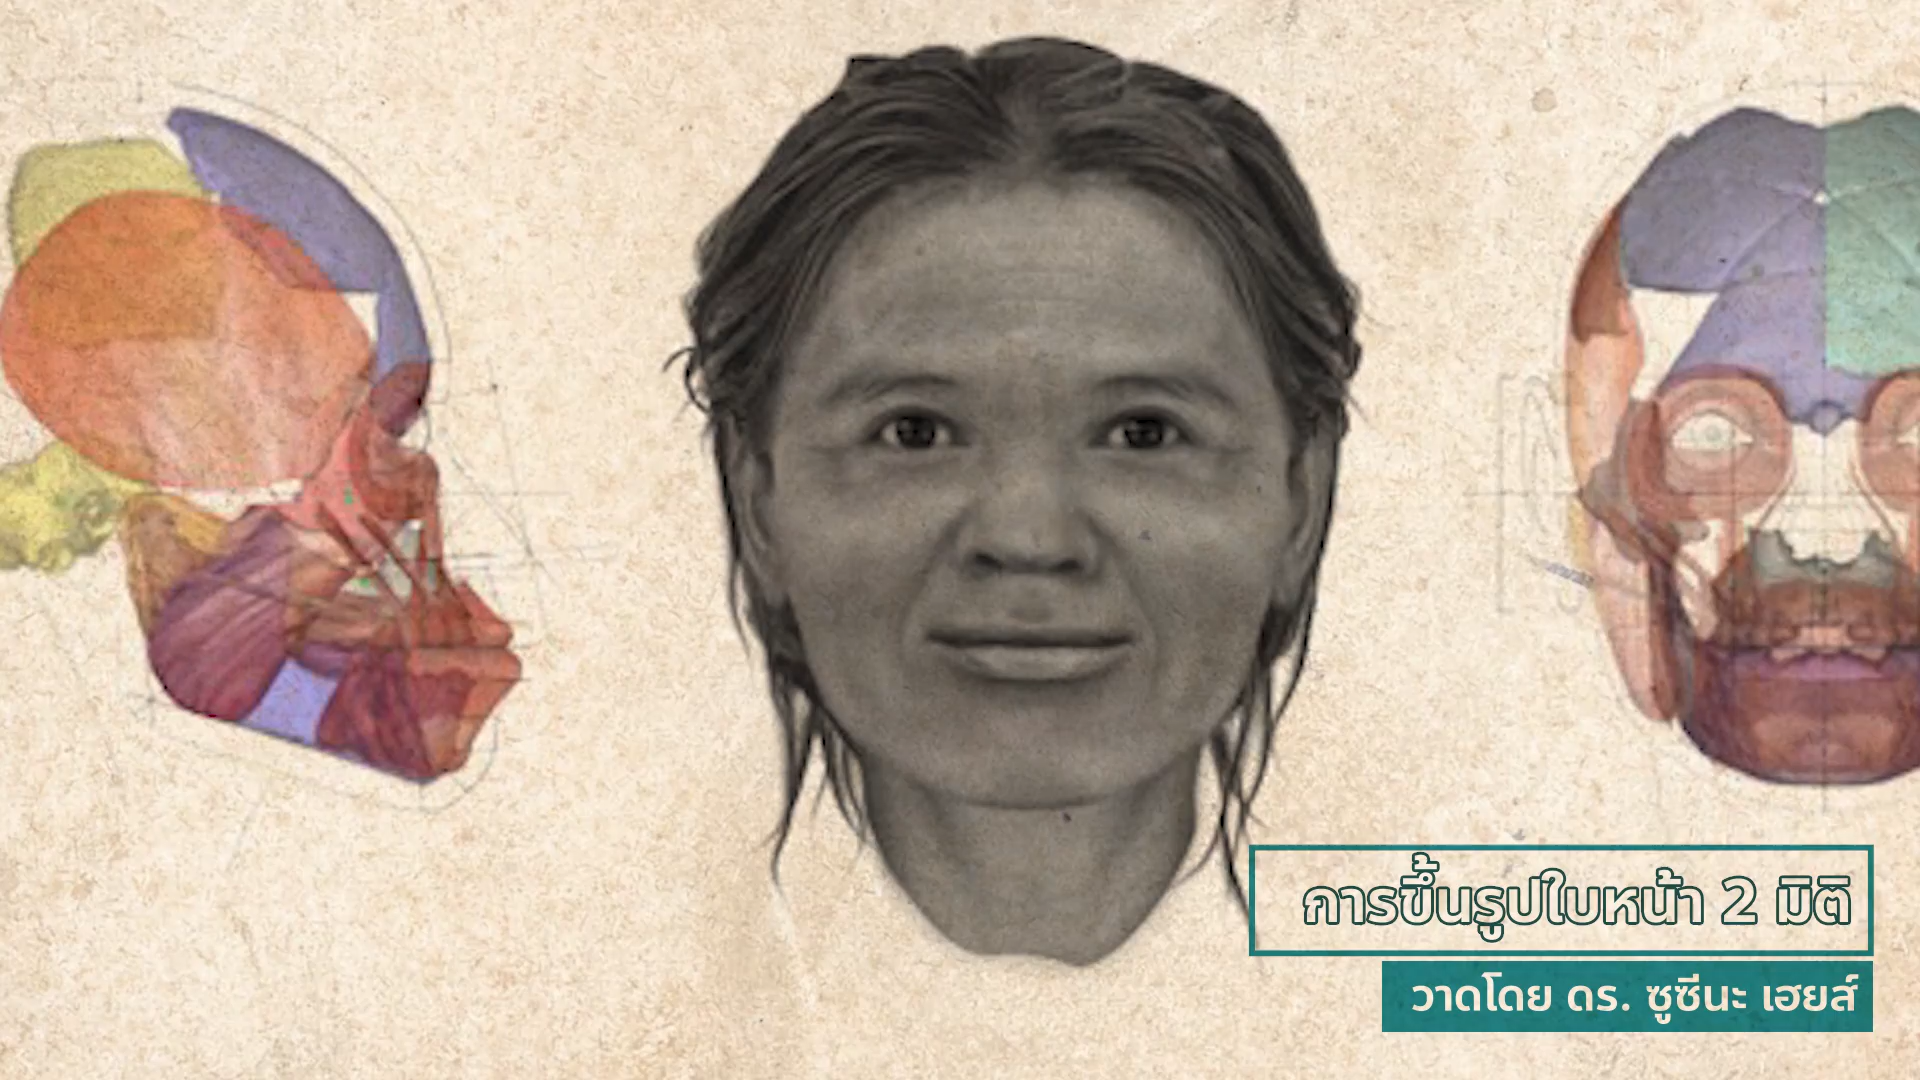 การขึ้นรูปใบหน้า 2 มิติ
วาดโดย ดร. ซูซีนะ เฮยส์